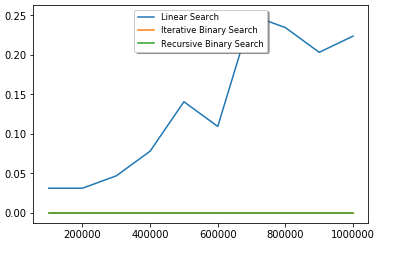 0.25
0.20
0.15
0.10
0.05
0.00
Linear Search
Iterative Binary Search
Recursive Binary Search
200000 400000 600000 800000 1000000